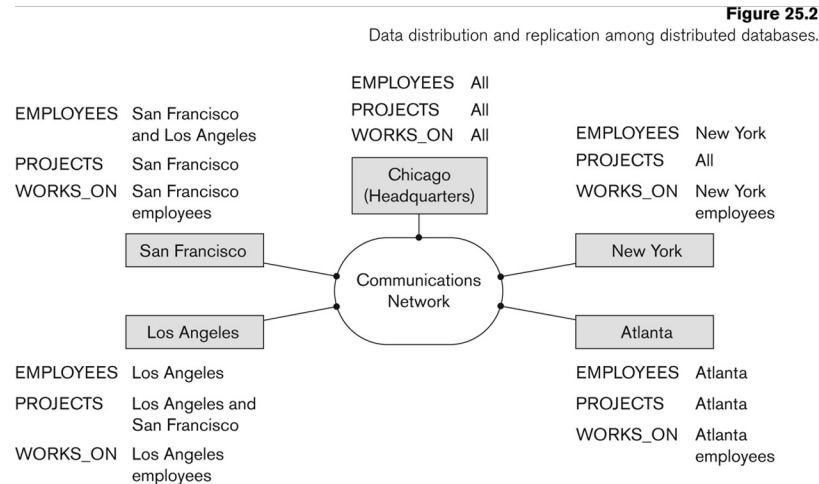 Figure 25.2
Data distribution and replication among distributed databases.
EMPLOYEES All
PROJECTS All
WORKS_ON All
Chicago
(Headquarters)
EMPLOYEES San Francisco
and Los Angeles
PROJECTS San Francisco
WORKS_ON San Francisco
employees
San Francisco
EMPLOYEES New York
PROJECTS All
WORKS_ON New York
employees
New York
Communications
Network
Los Angeles
EMPLOYEES Los Angeles
PROJECTS Los Angeles and
San Francisco
WORKS_ON Los Angeles
employees
Atlanta
EMPLOYEES Atlanta
PROJECTS Atlanta
WORKS_ON Atlanta
employees